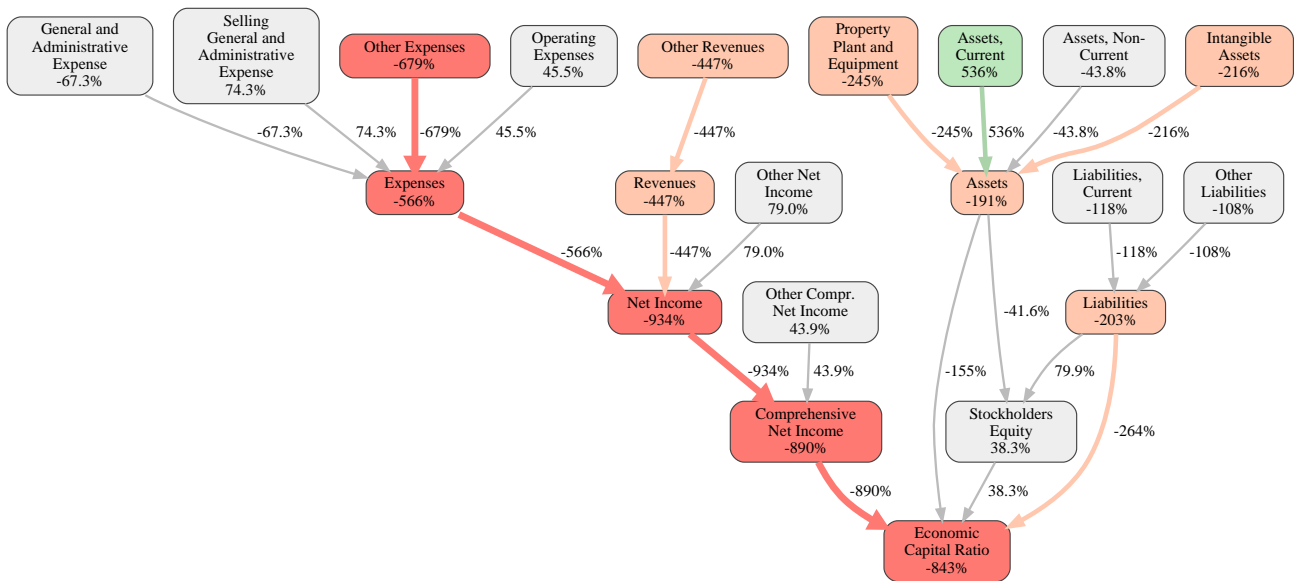 General and
Administrative
Expense
-67.3%
Selling
General and
Administrative
Expense
74.3%
Other Expenses
-679%
Operating
Expenses
45.5%
Other Revenues
-447%
Property
Plant and
Equipment
-245%
Assets,
Current
536%
Assets, Non-
Current
-43.8%
Intangible
Assets
-216%
-67.3%
74.3%
-679%
45.5%
-447%
-245%
536%
-43.8%
-216%
Expenses
-566%
Revenues
-447%
Other Net
Income
79.0%
Assets
-191%
Liabilities,
Current
-118%
Other
Liabilities
-108%
-566%
-447%
79.0%
-118%
-108%
Net Income
-934%
Other Compr.
Net Income
43.9%
-41.6%
Liabilities
-203%
-934%
43.9%
-155%
79.9%
Comprehensive
Net Income
-890%
Stockholders
Equity
38.3%
-264%
-890%
38.3%
Economic
Capital Ratio
-843%